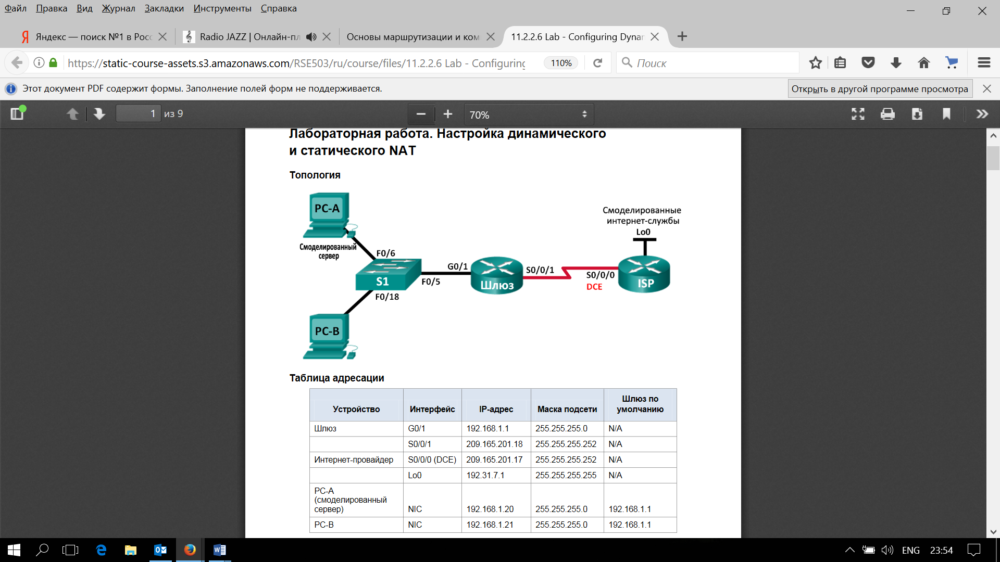 Файл Правка Вид Журнал Закладки Инструменты Справка
Яндекс — поиск №1 в Росс
Radio JAZZ | Онлайн-пл
Основы маршрутизации и ком
11.2.2.6 Lab - Configuring Dynar
https://static-course-assets.s3.amazonaws.com/RSE503/ru/course/files/11.2.2.6 Lab - Configuring
110%
Поиск
Этот документ PDF содержит формы. Заполнение полей форм не поддерживается.
Открыть в другой программе просмотра
1 из 9
70%
Лабораторная работа. Настройка динамического
и статического NAT
Топология
PC-A
Смоделированный
сервер
F0/6
S1
F0/5
F0/18
PC-B
G0/1
Шлюз
S0/0/1
S0/0/0
DCE
ISP
Смоделированные
интернет-службы
Lo0
Таблица адресации
Устройство Интерфейс IP-адрес Маска подсети Шлюз по
умолчанию
Шлюз G0/1 192.168.1.1 255.255.255.0 N/A
S0/0/1 209.165.201.18 255.255.255.252 N/A
Интернет-провайдер S0/0/0 (DCE) 209.165.201.17 255.255.255.252 N/A
Lo0 192.31.7.1 255.255.255.255 N/A
PC-A
(смоделированный
сервер) NIC 192.168.1.20 255.255.255.0 192.168.1.1
PC-B NIC 192.168.1.21 255.255.255.0 192.168.1.1
ENG 23:54